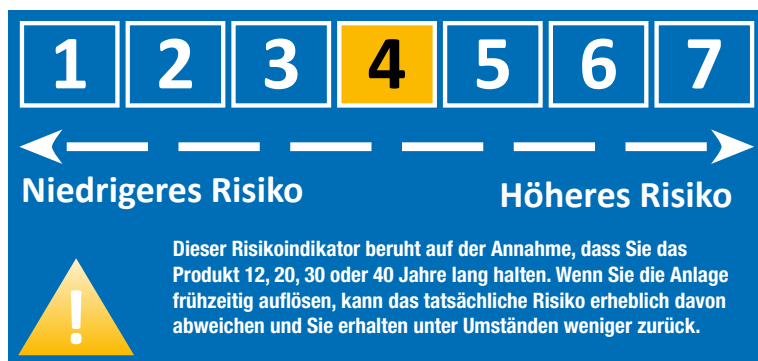 1 2 3 4 5 6 7
Niedrigeres Risiko Höheres Risiko
Dieser Risikoindikator beruht auf der Annahme, dass Sie das
Produkt 12, 20, 30 oder 40 Jahre lang halten. Wenn Sie die Anlage
frühzeitig auflösen, kann das tatsächliche Risiko erheblich davon
abweichen und Sie erhalten unter Umständen weniger zurück.
!